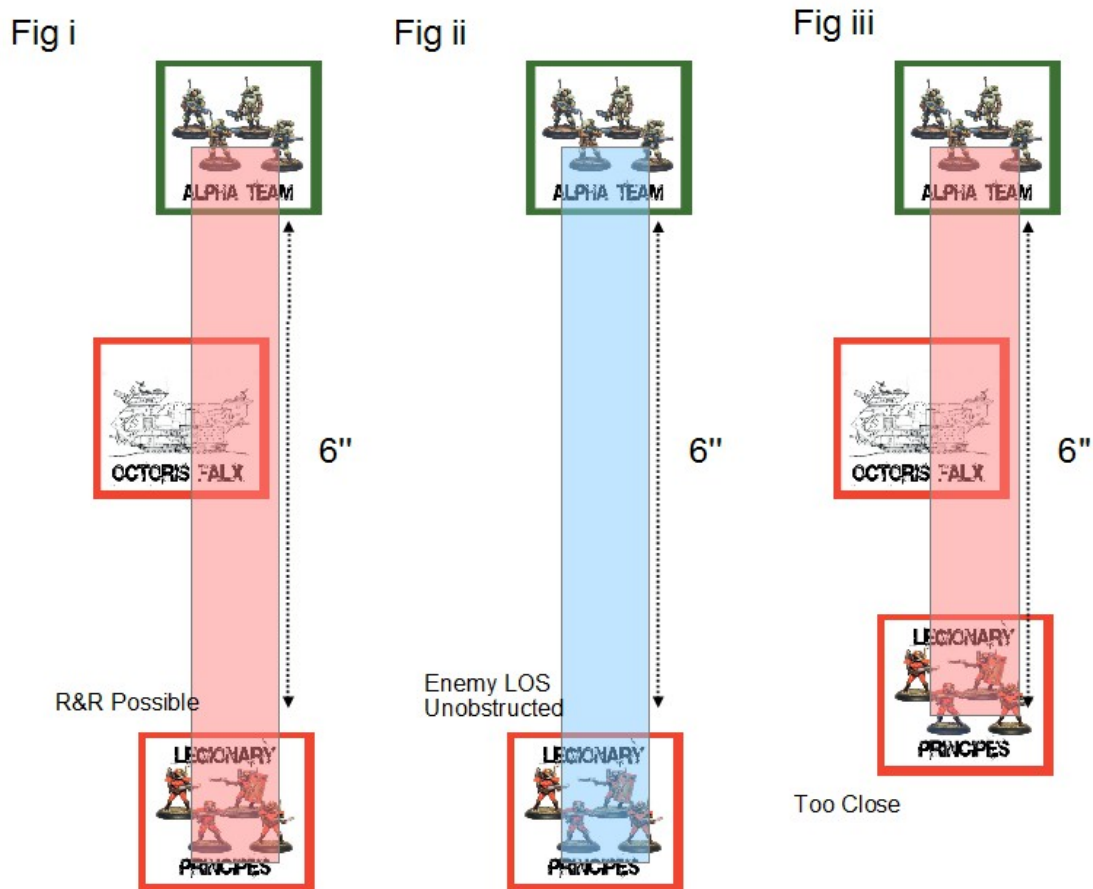 Fig i
ALPHA TEAM
OCTORIS FALX
6"
R&R Possible
LEGIONARY
PRINCIPES
Fig ii
ALPHA TEAM
6"
Enemy LOS
Unobstructed
LEGIONARY
PRINCIPES
Fig iii
ALPHA TEAM
OCTORIS FALX
6"
LEGIONARY
PRINCIPES
Too Close